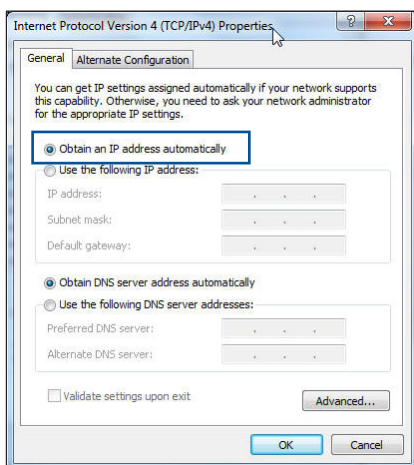 Internet Protocol Version 4 (TCP/IPv4) Properties
? X
General Alternate Configuration
You can get IP settings assigned automatically if your network supports
this capability. Otherwise, you need to ask your network administrator
for the appropriate IP settings.
Obtain an IP address automatically
Use the following IP address:
IP address: . . .
Subnet mask: . . .
Default gateway: . . .
Obtain DNS server address automatically
Use the following DNS server addresses:
Preferred DNS server: . . .
Alternate DNS server: . . .
Validate settings upon exit
Advanced...
OK Cancel